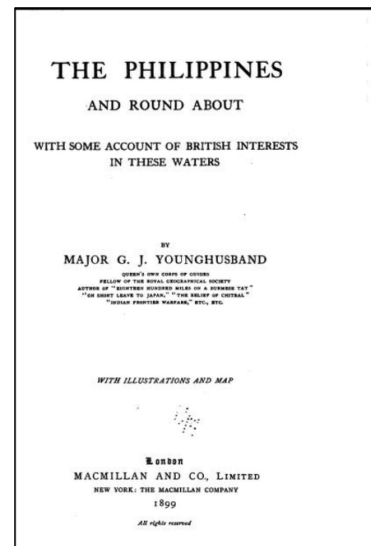 THE PHILIPPINES
AND ROUND ABOUT
WITH SOME ACCOUNT OF BRITISH INTERESTS
IN THESE WATERS
BY
MAJOR G. J. YOUNGHUSBAND
QUEEN'S OWN CORPS OF GUIDES
FELLOW OF THE ROYAL GEOGRAPHICAL SOCIETY
AUTHOR OF "EIGHTEEN HUNDRED MILES ON A BURMESE TAT"
"ON SHORT LEAVE TO JAPAN," "THE RELIEF OF CHITRAL"
"INDIAN FRONTIER WARFARE," ETC., ETC.
WITH ILLUSTRATIONS AND MAP
London
MACMILLAN AND CO., LIMITED
NEW YORK: THE MACMILLAN COMPANY
1899
All rights reserved